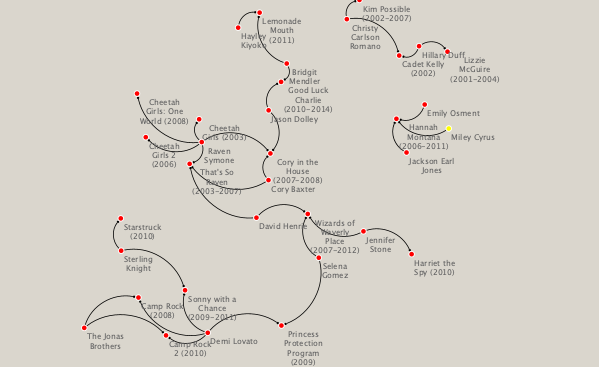 Kim Possible
(2002–2007)
Christy
Carlson
Romano
Lemonade
Mouth
(2011)
Hayley
Kiyoko
Hillary Duff
Cadet Kelly
(2002)
Lizzie
McGuire
(2001–2004)
Bridgit
Mendler
Good Luck
Charlie
(2010–2014)
Jason Dolley
Cheetah
Girls: One
World (2008)
Cheetah
Girls (2003)
Cheetah
Girls 2
(2006)
Raven
Symone
That's So
Raven
(2003–2007)
Cory in the
House
(2007–2008)
Cory Baxter
Emily Osment
Hannah
Montana
(2006–2011)
Miley Cyrus
Jackson Earl
Jones
David Henrie
Wizards of
Waverly
Place
(2007–2012)
Jennifer
Stone
Harriet the
Spy (2010)
Selena
Gomez
Starstruck
(2010)
Sterling
Knight
Sonny with a
Chance
(2009–2011)
Camp Rock
(2008)
The Jonas
Brothers
Camp Rock
2 (2010)
Demi Lovato
Princess
Protection
Program
(2009)